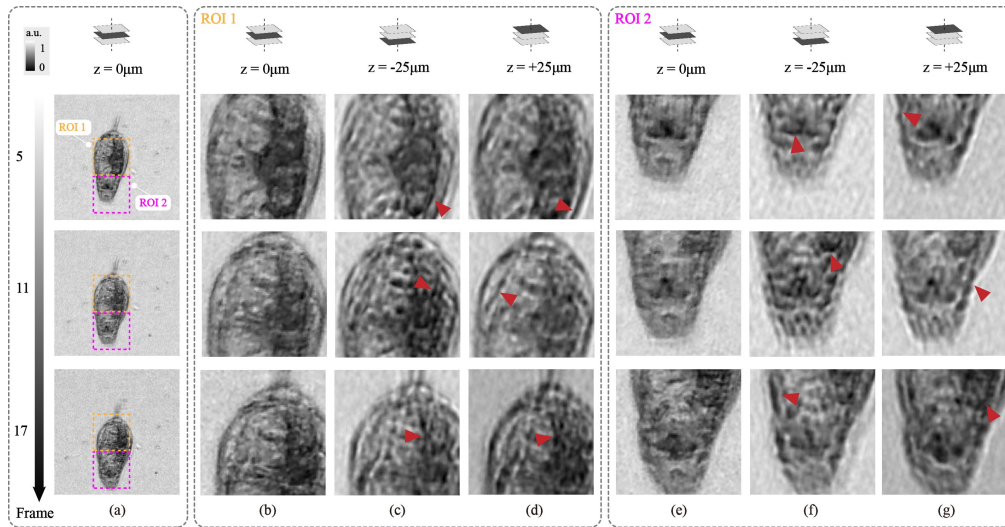 ROI 1
ROI 2
a.u.
1
0
z = 0μm
z = 0μm
z = -25μm
z = +25μm
z = 0μm
z = -25μm
z = +25μm
ROI 1
5
ROI 2
11
17
Frame
(a)
(b)
(c)
(d)
(e)
(f)
(g)